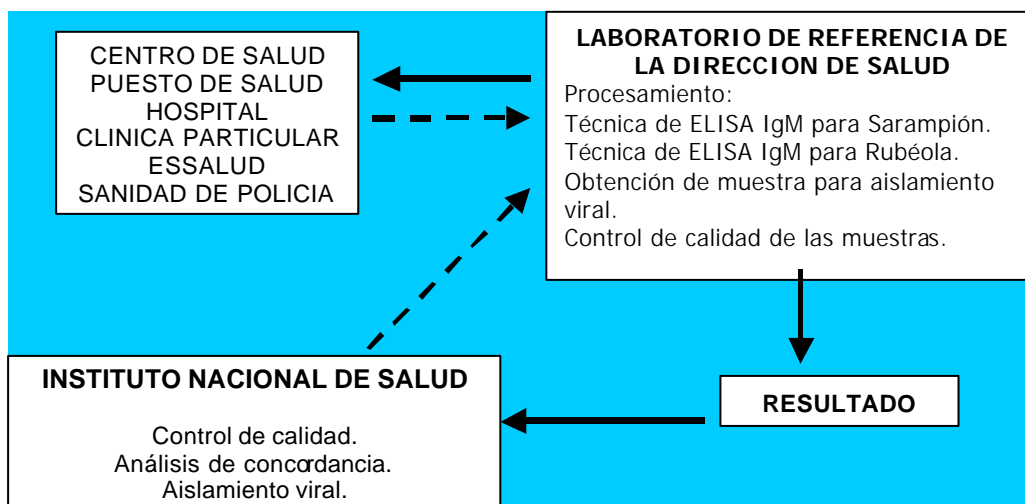 CENTRO DE SALUD
PUESTO DE SALUD
HOSPITAL
CLINICA PARTICULAR
ESSALUD
SANIDAD DE POLICIA
LABORATORIO DE REFERENCIA DE
LA DIRECCION DE SALUD
Procesamiento:
Técnica de ELISA IgM para Sarampión.
Técnica de ELISA IgM para Rubéola.
Obtención de muestra para aislamiento
viral.
Control de calidad de las muestras.
INSTITUTO NACIONAL DE SALUD
Control de calidad.
Análisis de concordancia.
Aislamiento viral.
RESULTADO